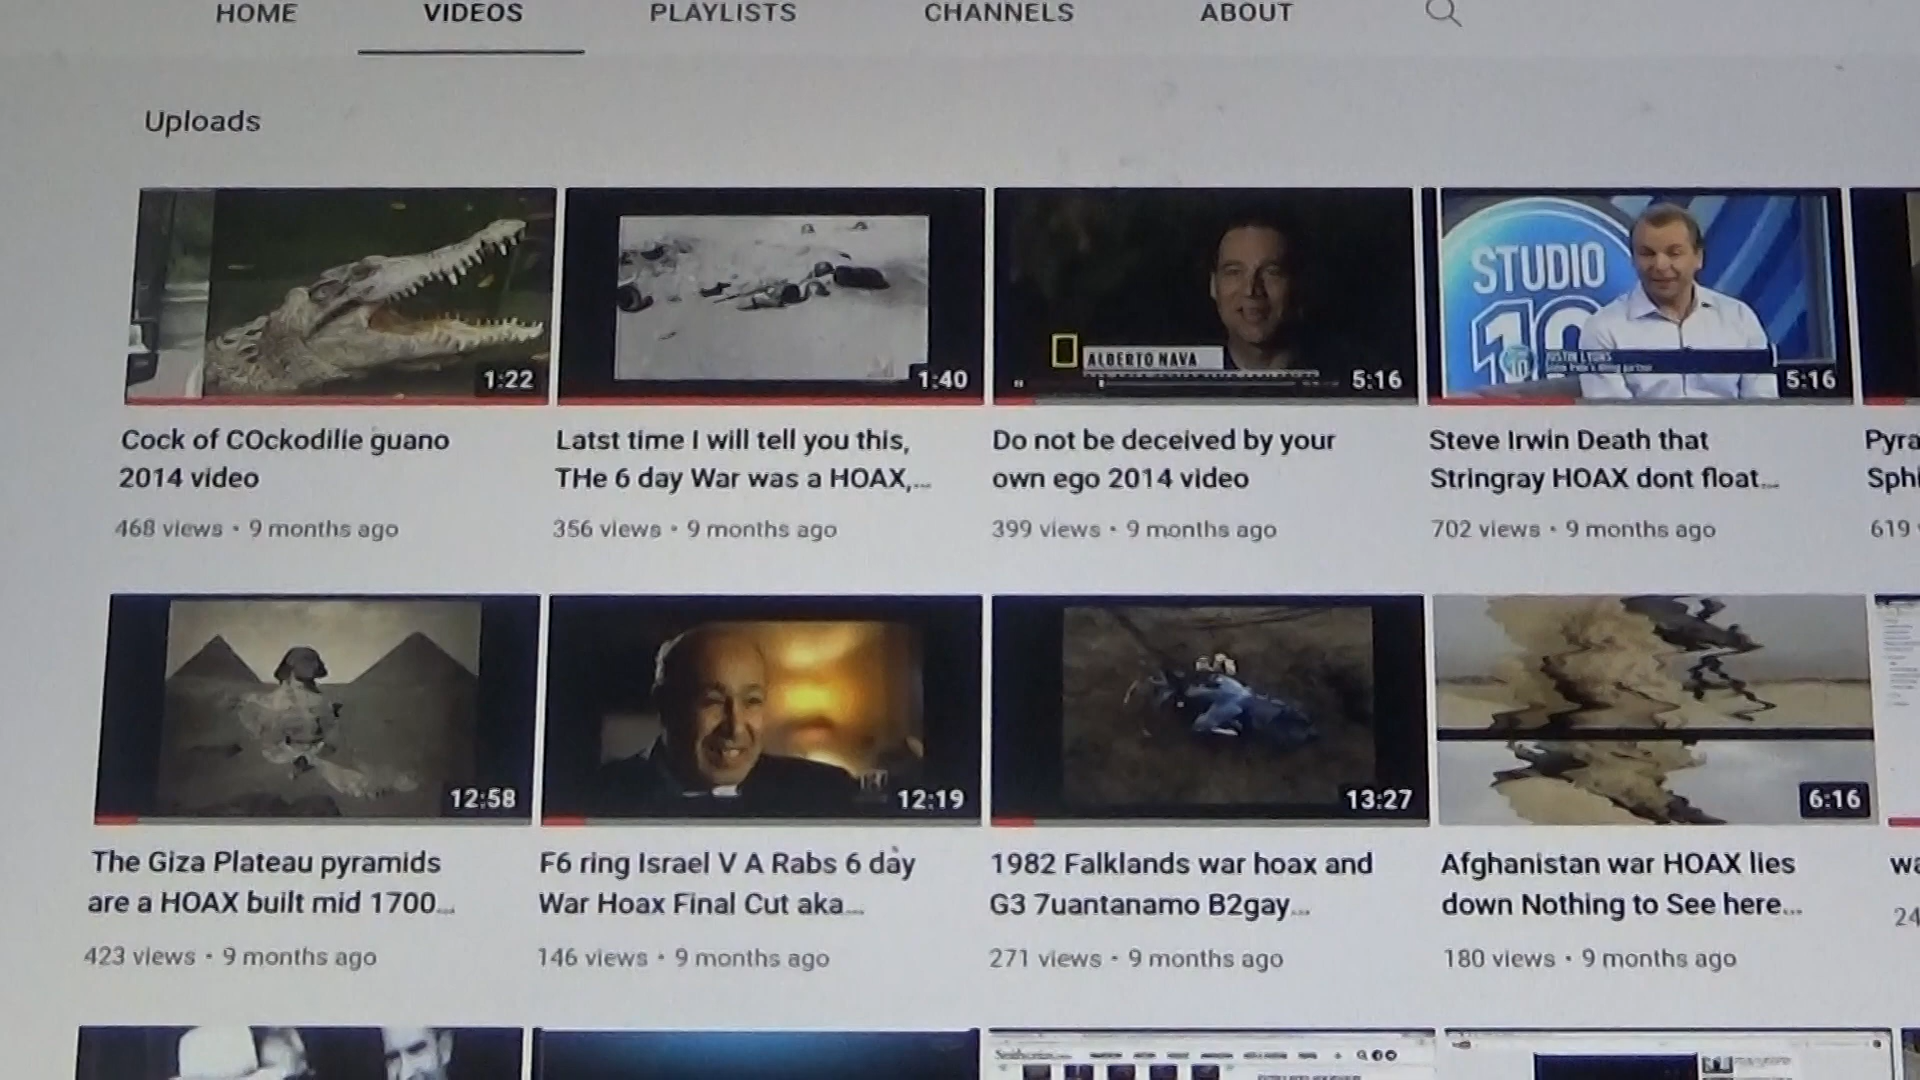 HOME VIDEOS PLAYLISTS CHANNELS ABOUT
Uploads
1:22
1:40
ALBERTO NAVA
5:16
STUDIO
10
JUSTIN LYONS
5:16
Cock of COckodilie guano
2014 video
468 views • 9 months ago
Latst time I will tell you this,
THe 6 day War was a HOAX,...
356 views • 9 months ago
Do not be deceived by your
own ego 2014 video
399 views • 9 months ago
Steve Irwin Death that
Stringray HOAX dont float...
702 views • 9 months ago
Pyra
Sph
619
12:58
12:19
13:27
6:16
The Giza Plateau pyramids
are a HOAX built mid 1700...
423 views • 9 months ago
F6 ring Israel V A Rabs 6 day
War Hoax Final Cut aka...
146 views • 9 months ago
1982 Falklands war hoax and
G3 7uantanamo B2gay...
271 views • 9 months ago
Afghanistan war HOAX lies
down Nothing to See here...
180 views • 9 months ago
wa
24